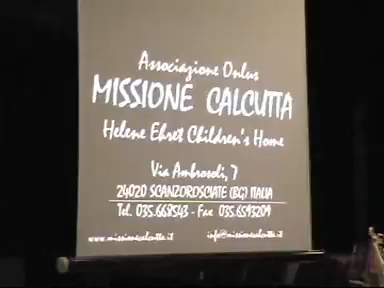 Associazione Onlus
MISSIONE CALCUTTA
Helene Ehret Children's Home
Via Ambrosoli, 7
24020 SCANZOROSCIATE (BG) ITALIA
Tel. 035.668543 - Fax 035.6593209
www.missionecalcutta.it info@missionecalcutta.it